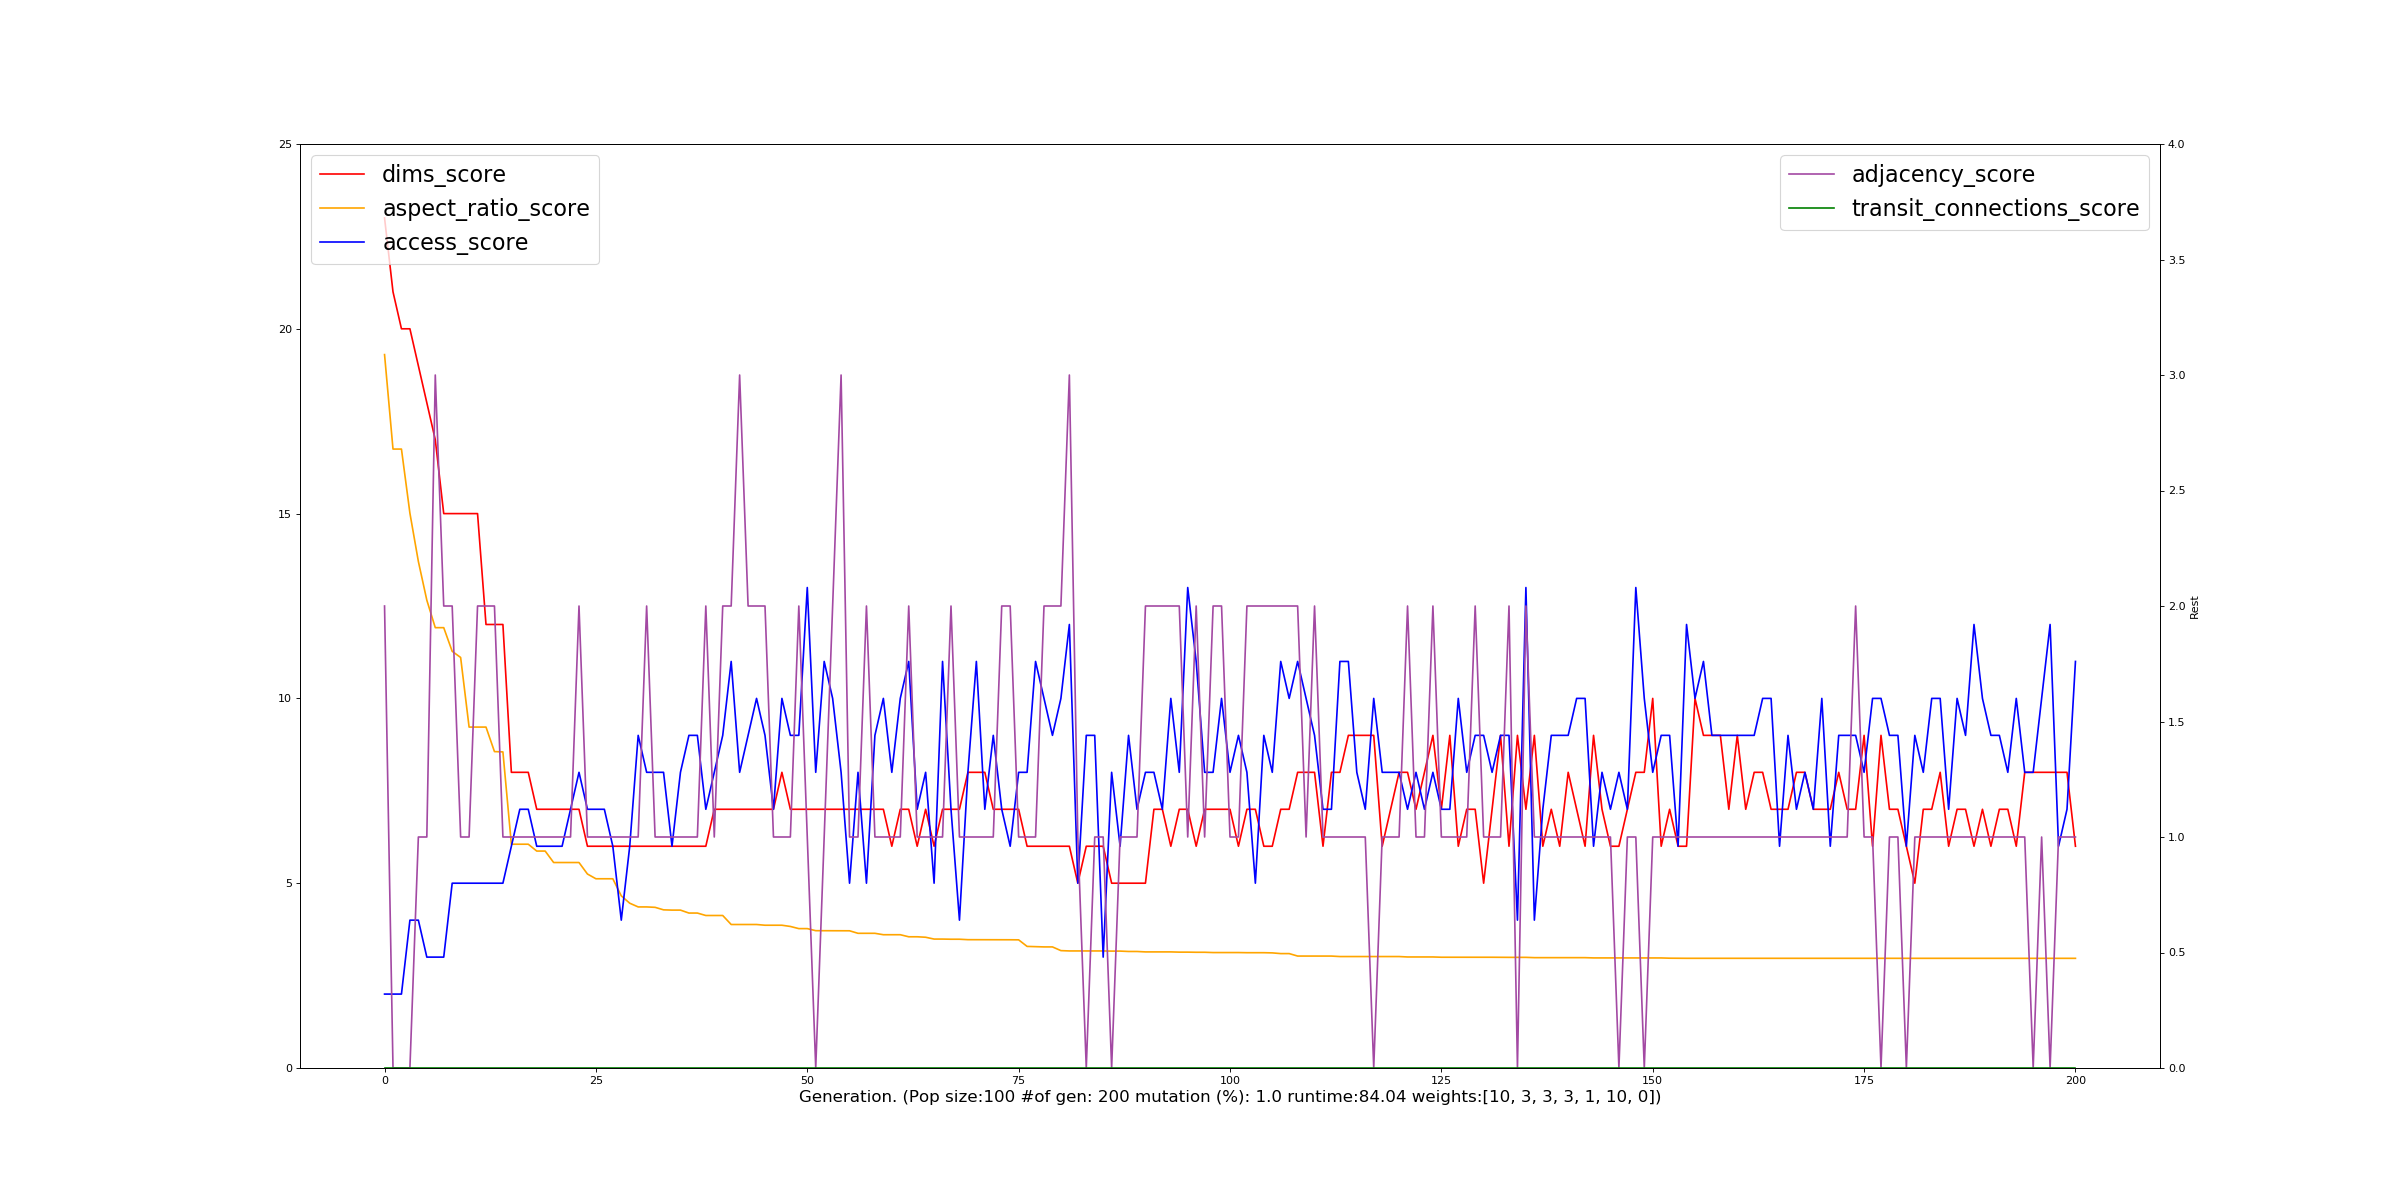 25
20
15
10
5
0
dims_score
aspect_ratio_score
access_score
adjacency_score
transit_connections_score
4.0
3.5
3.0
2.5
2.0
1.5
1.0
0.5
0.0
Rest
0 25 50 75 100 125 150 175 200
Generation. (Pop size:100 #of gen: 200 mutation (%): 1.0 runtime:84.04 weights:[10, 3, 3, 3, 1, 10, 0])